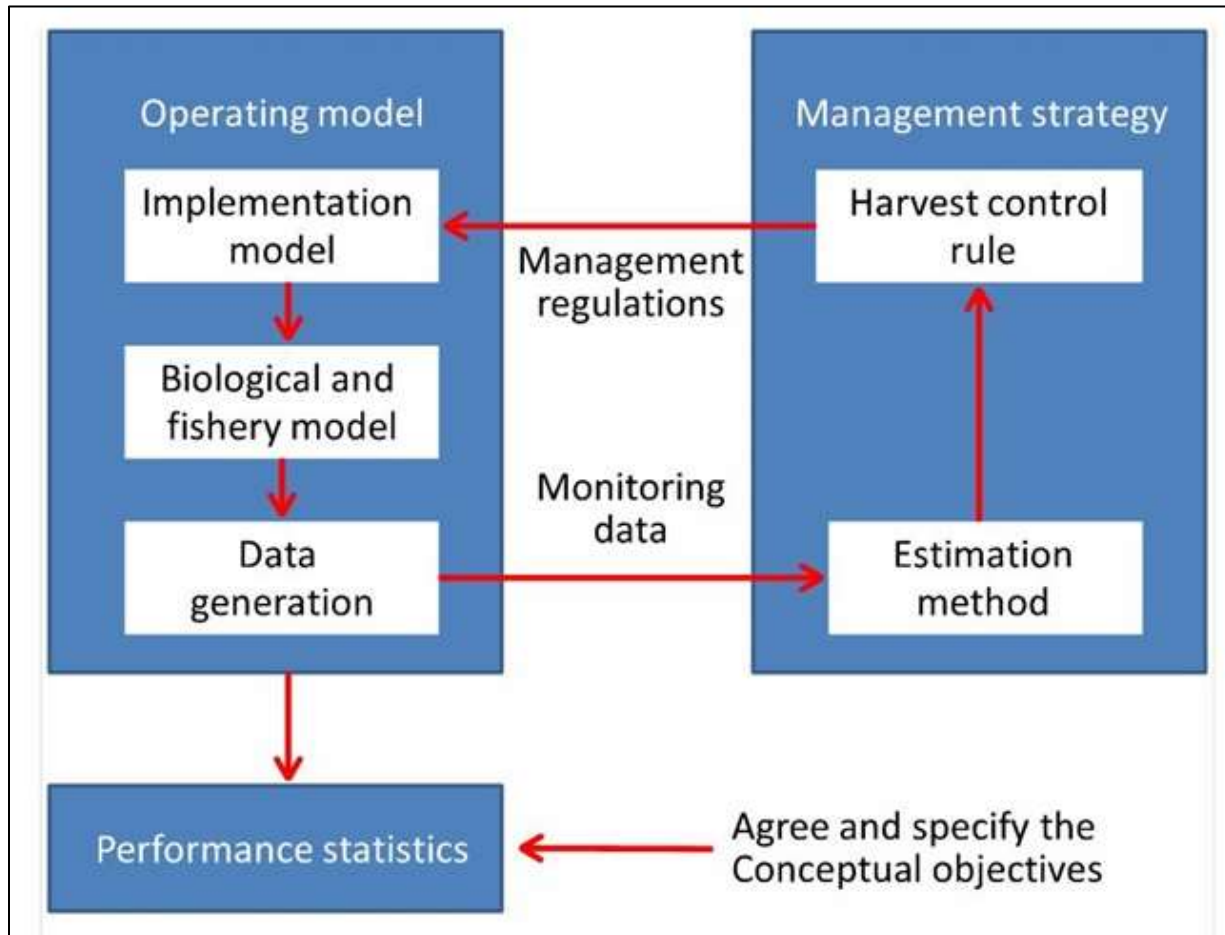 Operating model
Implementation
model
Biological and
fishery model
Data
generation
Management
regulations
Monitoring
data
Management strategy
Harvest control
rule
Estimation
method
Performance statistics
Agree and specify the
Conceptual objectives